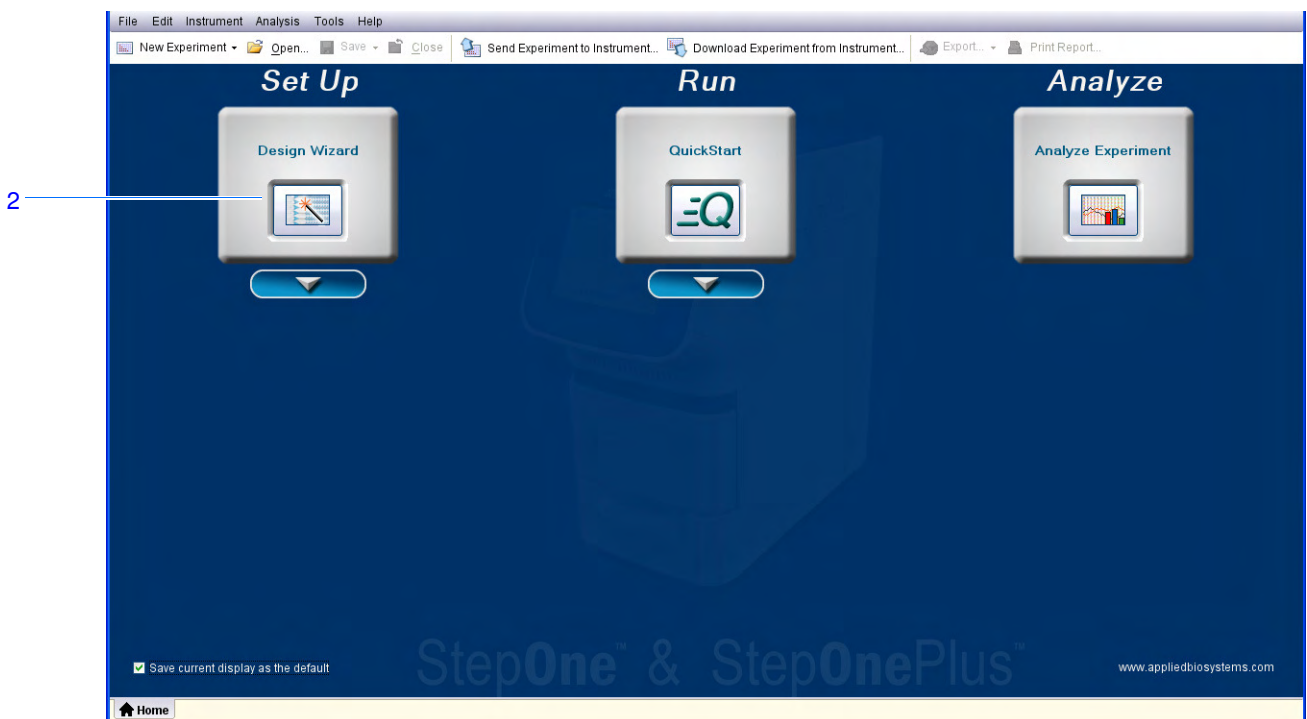 File Edit Instrument Analysis Tools Help
New Experiment Open... Save Close Send Experiment to Instrument... Download Experiment from Instrument... Export... Print Report...
Set Up Run Analyze
Design Wizard QuickStart Analyze Experiment
2
Q
Save current display as the default
StepOne™ & StepOnePlus™
www.appliedbiosystems.com
Home